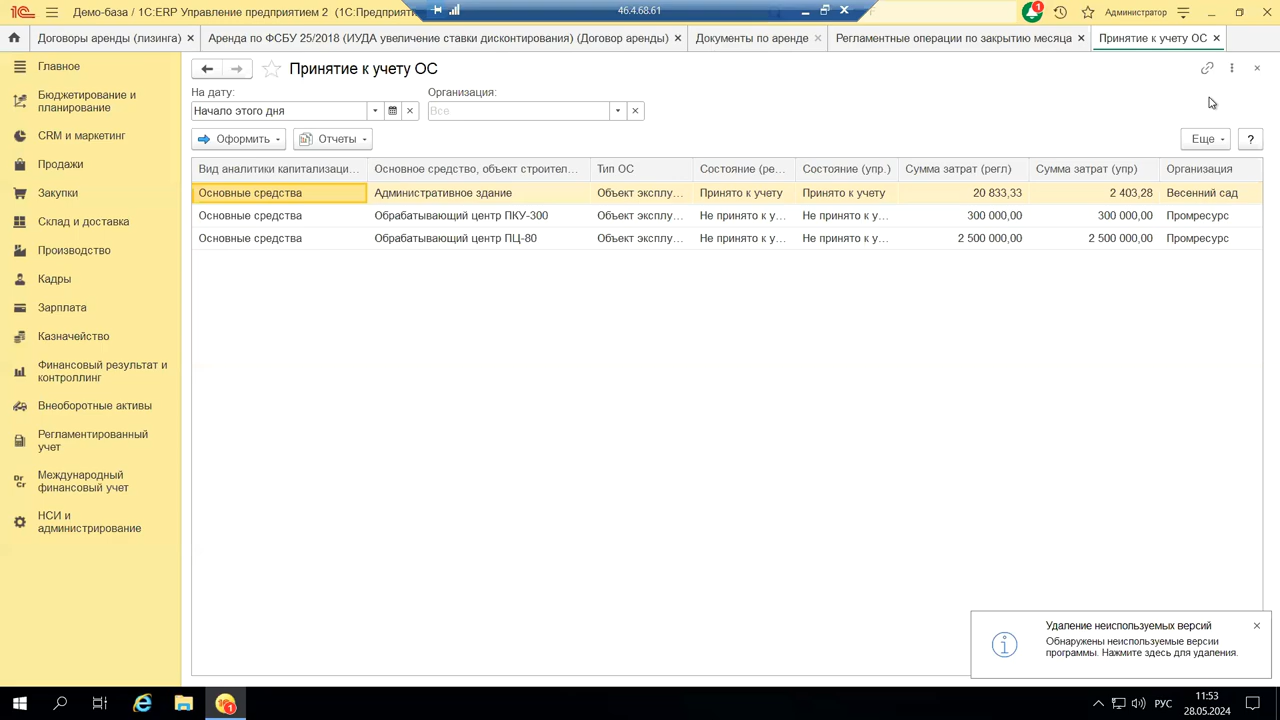 Демо-база / 1С:ERP Управление предприятием 2 (1С:Предприяти
46.4.68.61
1
Администратор
Договоры аренды (лизинга)
Аренда по ФСБУ 25/2018 (ИУДА увеличение ставки дисконтирования) (Договор аренды)
Документы по аренде
Регламентные операции по закрытию месяца
Принятие к учету ОС
Главное
Бюджетирование и
планирование
CRM и маркетинг
Продажи
Закупки
Склад и доставка
Производство
Кадры
Зарплата
Казначейство
Финансовый результат и
контроллинг
Внеоборотные активы
Регламентированный
учет
Международный
финансовый учет
НСИ и
администрирование
Принятие к учету ОС
На дату:
Организация:
Начало этого дня
Все
Оформить
Отчеты
Еще
?
Вид аналитики капитализаци... Основное средство, объект строител... Тип ОС Состояние (ре... Состояние (упр.) Сумма затрат (регл) Сумма затрат (упр) Организация
Основные средства Административное здание Объект эксплу... Принято к учету Принято к учету 20 833,33 2 403,28 Весенний сад
Основные средства Обрабатывающий центр ПКУ-300 Объект эксплу... Не принято к у... Не принято к у... 300 000,00 300 000,00 Промресурс
Основные средства Обрабатывающий центр ПЦ-80 Объект эксплу... Не принято к у... Не принято к у... 2 500 000,00 2 500 000,00 Промресурс
Удаление неиспользуемых версий
Обнаружены неиспользуемые версии
программы. Нажмите здесь для удаления.
1
РУС
11:53
28.05.2024